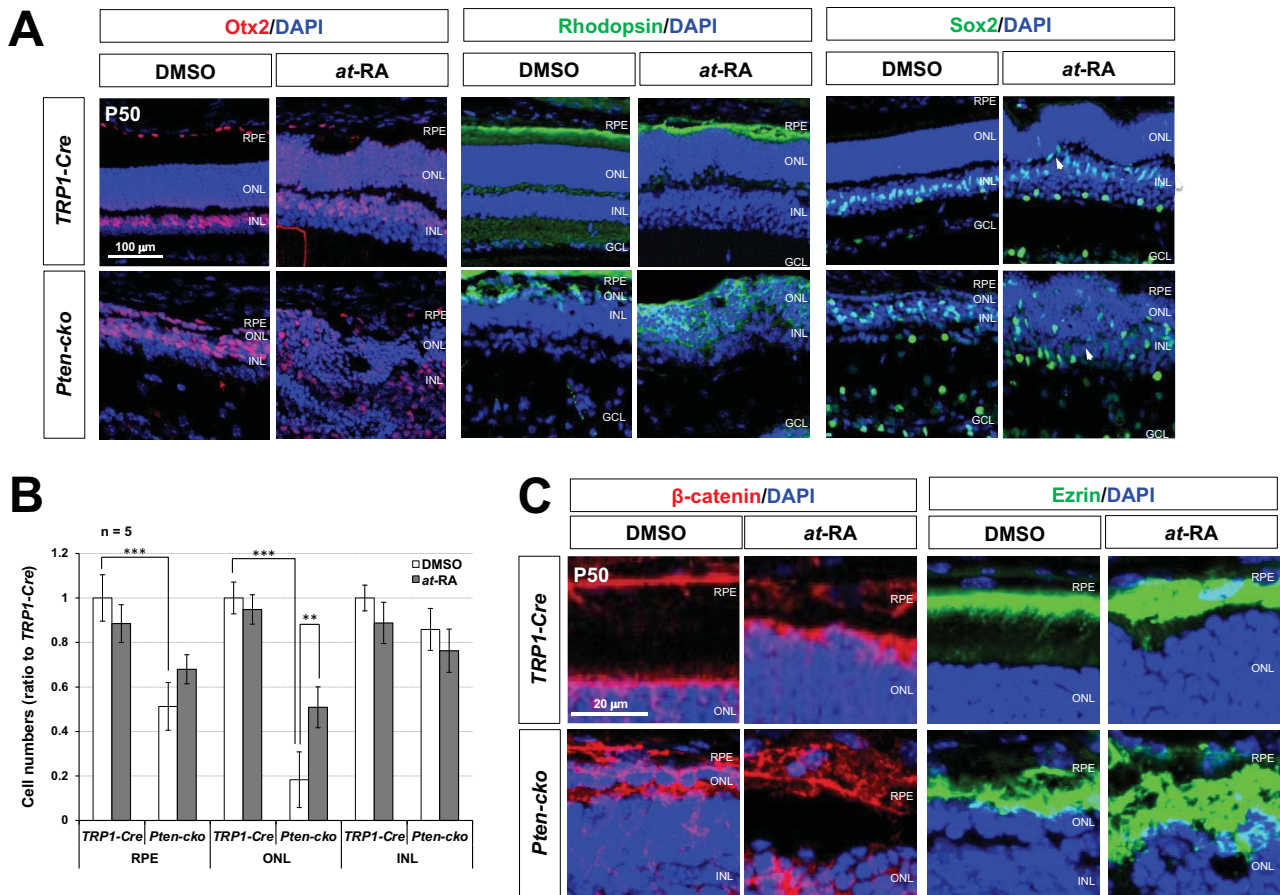 A
Otx2/DAPI
Rhodopsin/DAPI
Sox2/DAPI
DMSO
at-RA
DMSO
at-RA
DMSO
at-RA
TRP1-Cre
P50
RPE
ONL
INL
100 μm
RPE
ONL
INL
RPE
ONL
INL
GCL
RPE
ONL
INL
GCL
RPE
ONL
INL
GCL
RPE
ONL
INL
GCL
Pten-cko
RPE
ONL
INL
RPE
ONL
INL
RPE
ONL
INL
GCL
ONL
INL
GCL
RPE
ONL
INL
GCL
RPE
ONL
INL
GCL
B
n = 5
Cell numbers (ratio to TRP1-Cre)
1.2
1
0.8
0.6
0.4
0.2
0
***
***
**
DMSO
at-RA
TRP1-Cre Pten-cko TRP1-Cre Pten-cko TRP1-Cre Pten-cko
RPE ONL INL
C
β-catenin/DAPI
Ezrin/DAPI
DMSO
at-RA
DMSO
at-RA
TRP1-Cre
P50
RPE
20 μm
ONL
RPE
ONL
RPE
ONL
RPE
ONL
Pten-cko
RPE
ONL
INL
RPE
ONL
RPE
ONL
INL
RPE
ONL